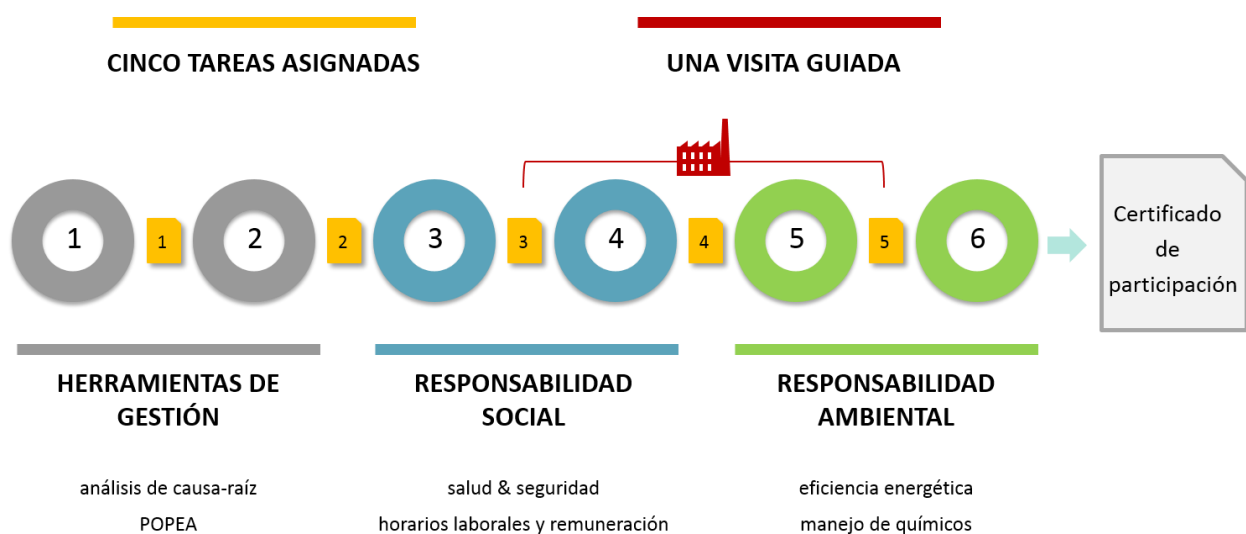 CINCO TAREAS ASIGNADAS
UNA VISITA GUIADA
1
1
2
2
3
3
4
4
5
5
6
Certificado
de
participación
HERRAMIENTAS DE
GESTIÓN
RESPONSABILIDAD
SOCIAL
RESPONSABILIDAD
AMBIENTAL
análisis de causa-raíz
POPEA
salud & seguridad
horarios laborales y remuneración
eficiencia energética
manejo de químicos